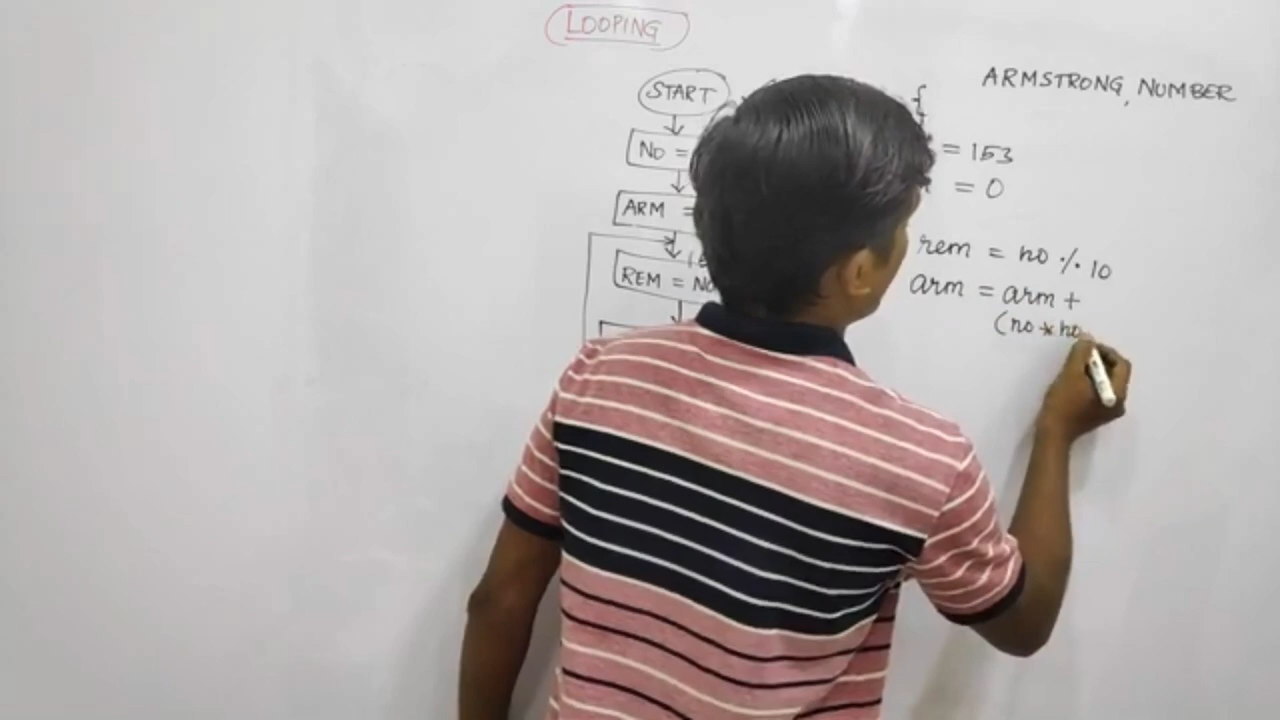 LOOPING
START
NO =
ARM =
REM = NO
ARMSTRONG NUMBER
{
= 153
= 0
rem = no % 10
arm = arm +
(no * no